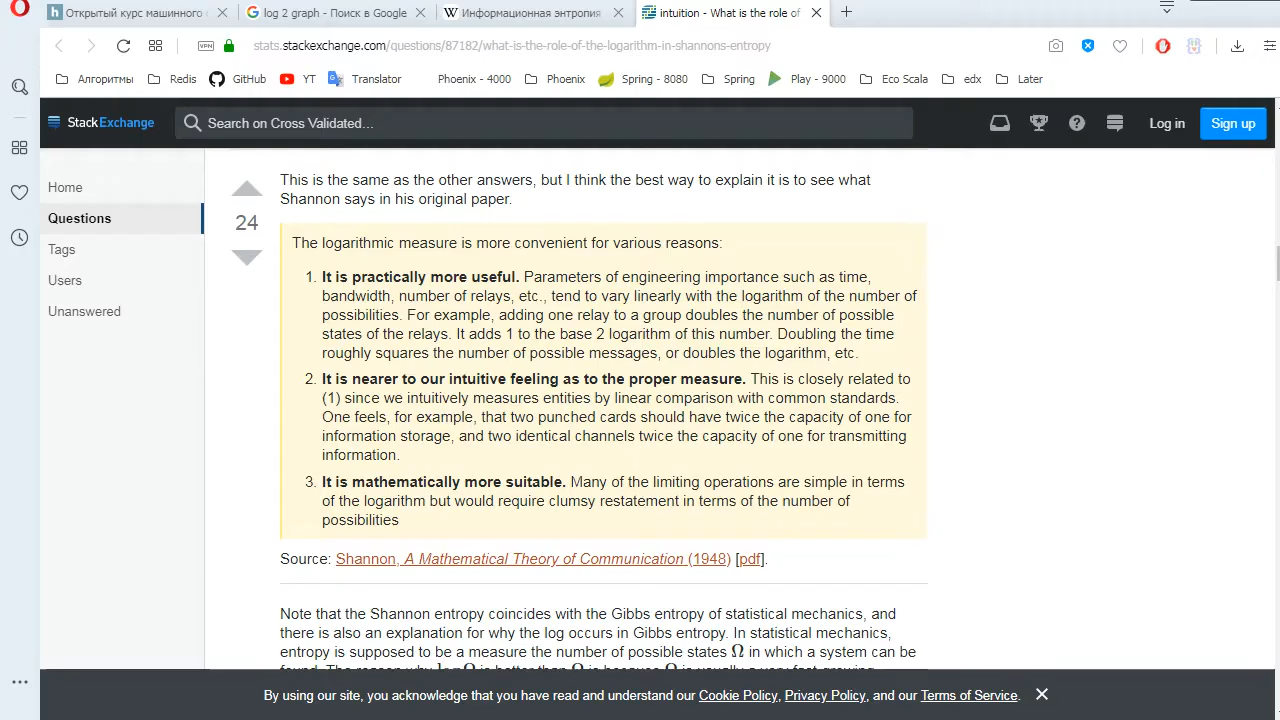 Открытый курс машинного
log 2 graph - Поиск в Google
Информационная энтропия
intuition - What is the role of
VPN
stats.stackexchange.com/questions/87182/what-is-the-role-of-the-logarithm-in-shannons-entropy
Алгоритмы Redis GitHub YT Translator Phoenix - 4000 Phoenix Spring - 8080 Spring Play - 9000 Eco Scala edx Later
StackExchange
Search on Cross Validated…
Log in
Sign up
Home
Questions
Tags
Users
Unanswered
24
This is the same as the other answers, but I think the best way to explain it is to see what
Shannon says in his original paper.
The logarithmic measure is more convenient for various reasons:
1. It is practically more useful. Parameters of engineering importance such as time,
bandwidth, number of relays, etc., tend to vary linearly with the logarithm of the number of
possibilities. For example, adding one relay to a group doubles the number of possible
states of the relays. It adds 1 to the base 2 logarithm of this number. Doubling the time
roughly squares the number of possible messages, or doubles the logarithm, etc.
2. It is nearer to our intuitive feeling as to the proper measure. This is closely related to
(1) since we intuitively measures entities by linear comparison with common standards.
One feels, for example, that two punched cards should have twice the capacity of one for
information storage, and two identical channels twice the capacity of one for transmitting
information.
3. It is mathematically more suitable. Many of the limiting operations are simple in terms
of the logarithm but would require clumsy restatement in terms of the number of
possibilities
Source: Shannon, A Mathematical Theory of Communication (1948) [pdf].
Note that the Shannon entropy coincides with the Gibbs entropy of statistical mechanics, and
there is also an explanation for why the log occurs in Gibbs entropy. In statistical mechanics,
entropy is supposed to be a measure the number of possible states Ω in which a system can be
found. The reason why log Ω is better than Ω is because Ω is usually a very fast growing
By using our site, you acknowledge that you have read and understand our Cookie Policy, Privacy Policy, and our Terms of Service.